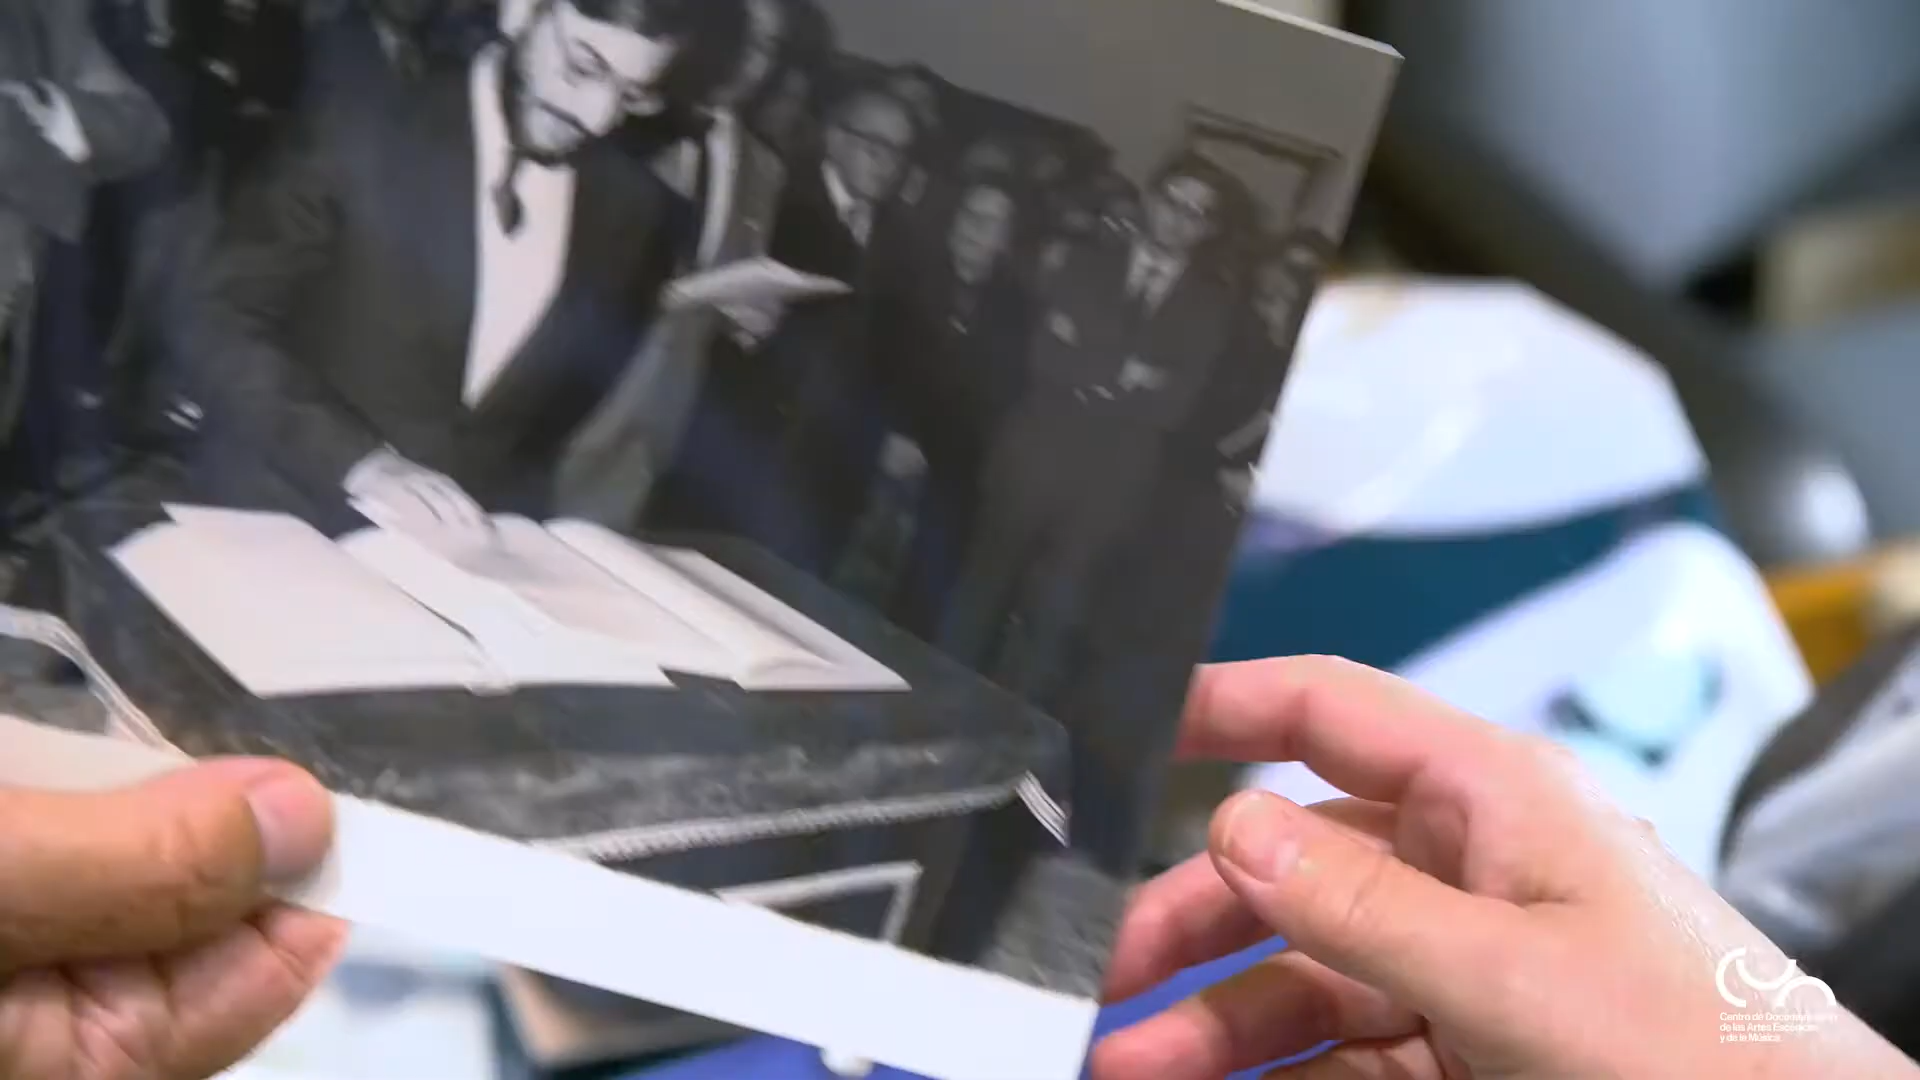 Centro de Documentación
de las Artes Escénicas
y de la Música